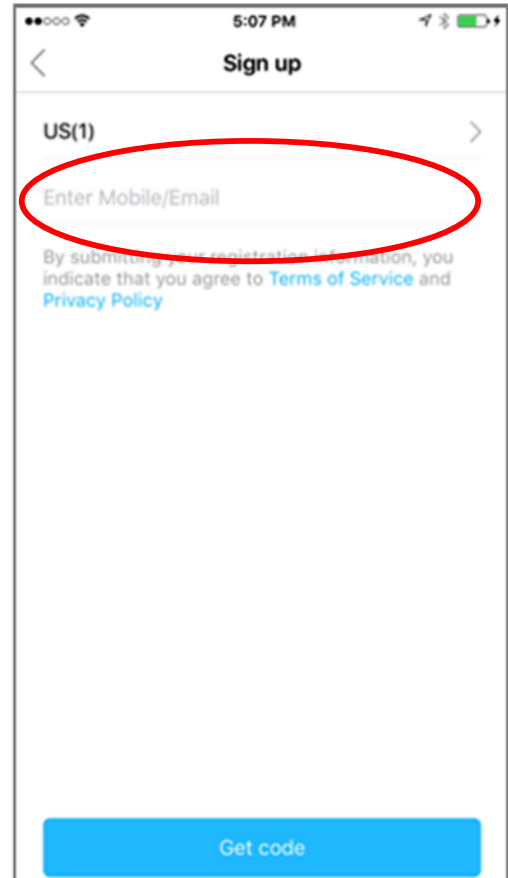 5:07 PM
Sign up
US(1)
Enter Mobile/Email
By submitting your registration information, you
indicate that you agree to Terms of Service and
Privacy Policy
Get code